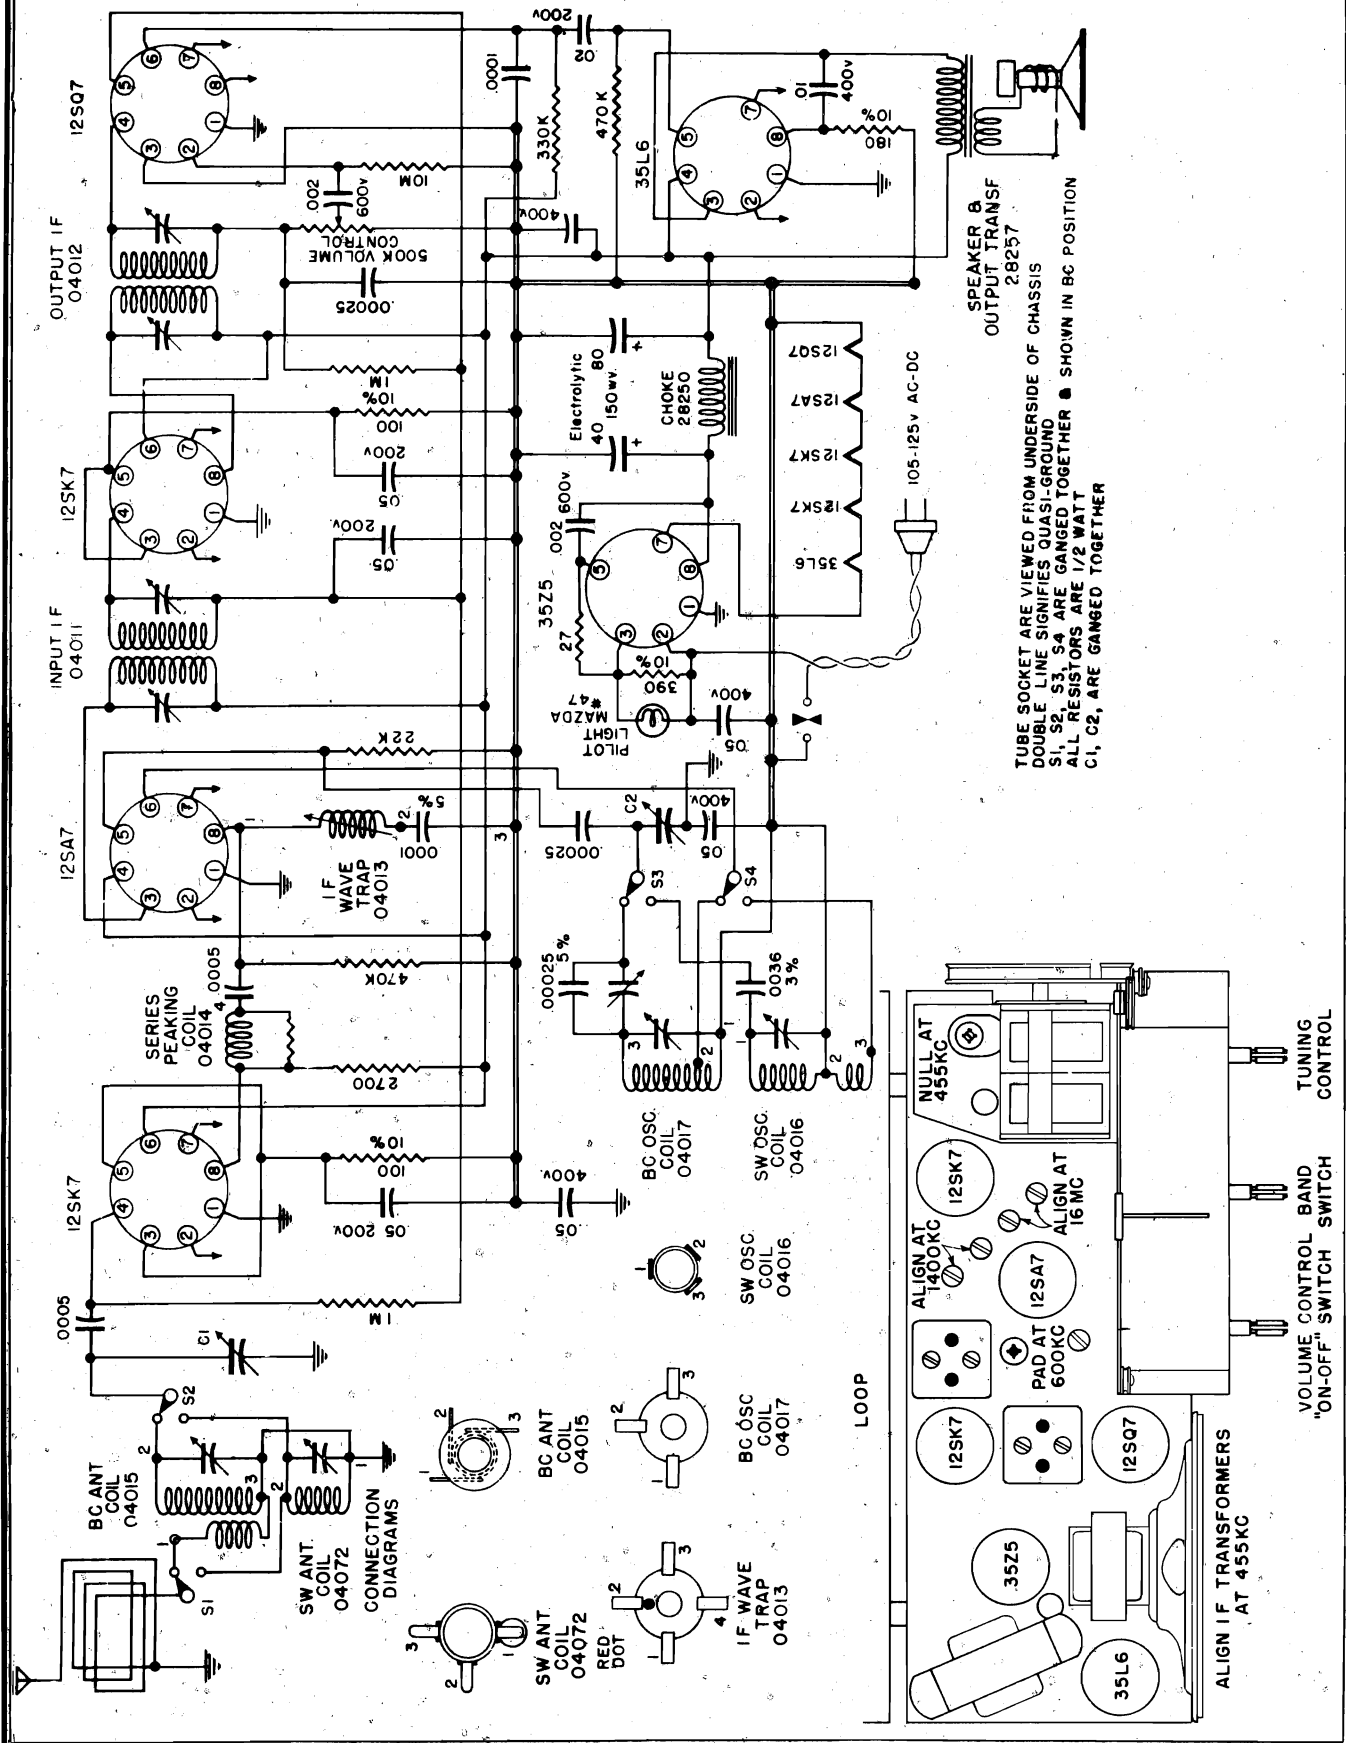 12SK7
12SA7
12SK7
12SQ7
BC ANT
COIL
04015
SERIES
PEAKING
COIL
04014
INPUT IF
04011
OUTPUT IF
04012
S1
S2
SW ANT.
COIL
04072
CONNECTION
DIAGRAMS
C1
.0005
1M
.05 200v.
100
10%
2700
.0005
470K
IF
WAVE
TRAP
04013
.0001
5%
22K
.05
200v.
.05
200v.
100
10%
1M
.00025
500K VOLUME
CONTROL
.002
600v
10M
.0001
330K
.02
200v
470K
400v
.05
400v.
SW ANT
COIL
04072
BC ANT
COIL
04015
RED
DOT
IF WAVE
TRAP
04013
BC OSC
COIL
04017
SW OSC.
COIL
04016
BC OSC.
COIL
04017
SW OSC.
COIL
04016
.00025
5%
.0036
3%
S3
S4
.00025
C2
.05
400v.
PILOT
LIGHT
MAZDA
#47
390
10%
27
35Z5
.002 600v.
.05
400v.
Electrolytic
40 150wv. 80
CHOKE
28250
35L6
12SK7
12SK7
12SA7
12SQ7
105-125v AC-DC
35L6
.01
400v
180
10%
SPEAKER &
OUTPUT TRANSF
28257
TUBE SOCKET ARE VIEWED FROM UNDERSIDE OF CHASSIS
DOUBLE LINE SIGNIFIES QUASI-GROUND
S1, S2, S3, S4 ARE GANGED TOGETHER & SHOWN IN BC POSITION
ALL RESISTORS ARE 1/2 WATT
C1, C2, ARE GANGED TOGETHER
LOOP
35L6
35Z5
12SK7
12SQ7
12SA7
12SK7
PAD AT
600KC
ALIGN AT
1400KC
ALIGN AT
16MC
NULL AT
455KC
ALIGN IF TRANSFORMERS
AT 455KC
VOLUME CONTROL
"ON-OFF" SWITCH
BAND
SWITCH
TUNING
CONTROL